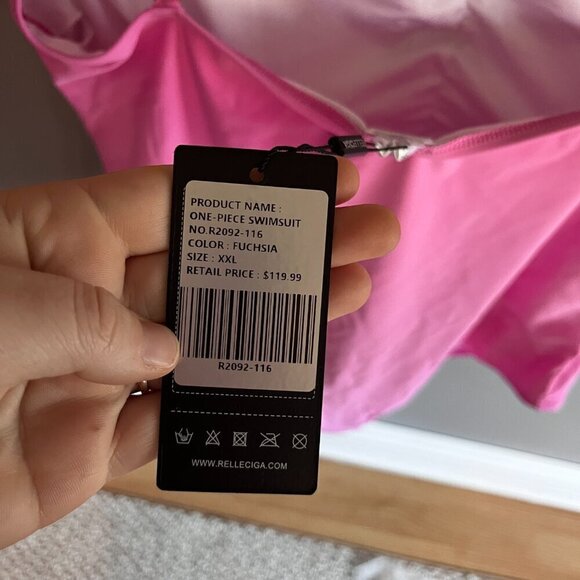 PRODUCT NAME :
ONE-PIECE SWIMSUIT
NO.R2092-116
COLOR : FUCHSIA
SIZE : XXL
RETAIL PRICE : $119.99
R2092-116
WWW.RELLECIGA.COM